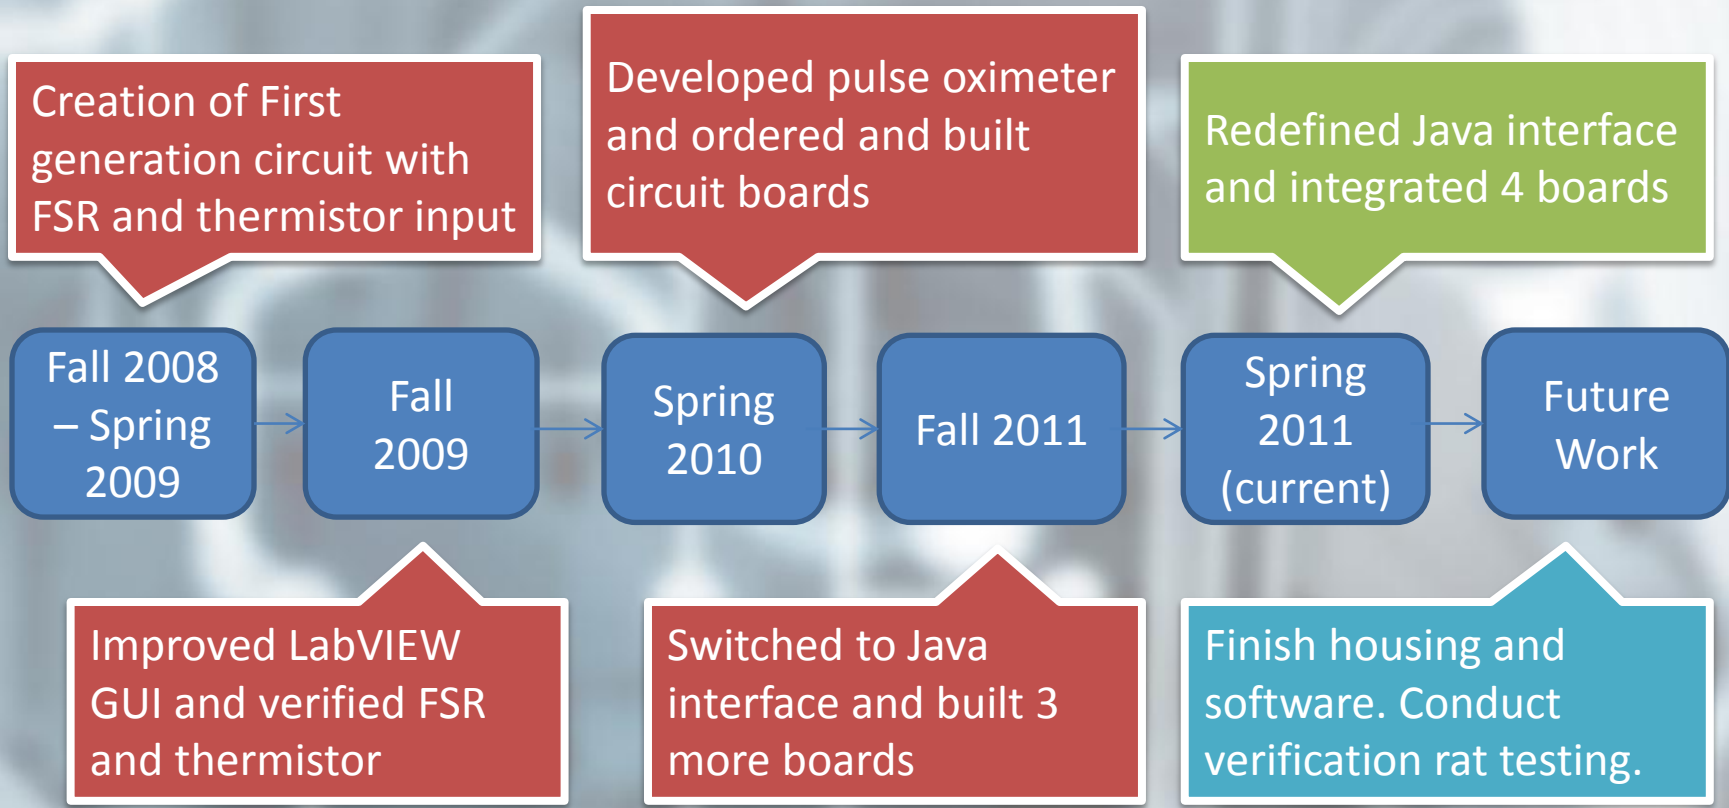 Creation of First
generation circuit with
FSR and thermistor input
Developed pulse oximeter
and ordered and built
circuit boards
Redefined Java interface
and integrated 4 boards
Fall 2008
– Spring
2009
Fall
2009
Spring
2010
Fall 2011
Spring
2011
(current)
Future
Work
Improved LabVIEW
GUI and verified FSR
and thermistor
Switched to Java
interface and built 3
more boards
Finish housing and
software. Conduct
verification rat testing.